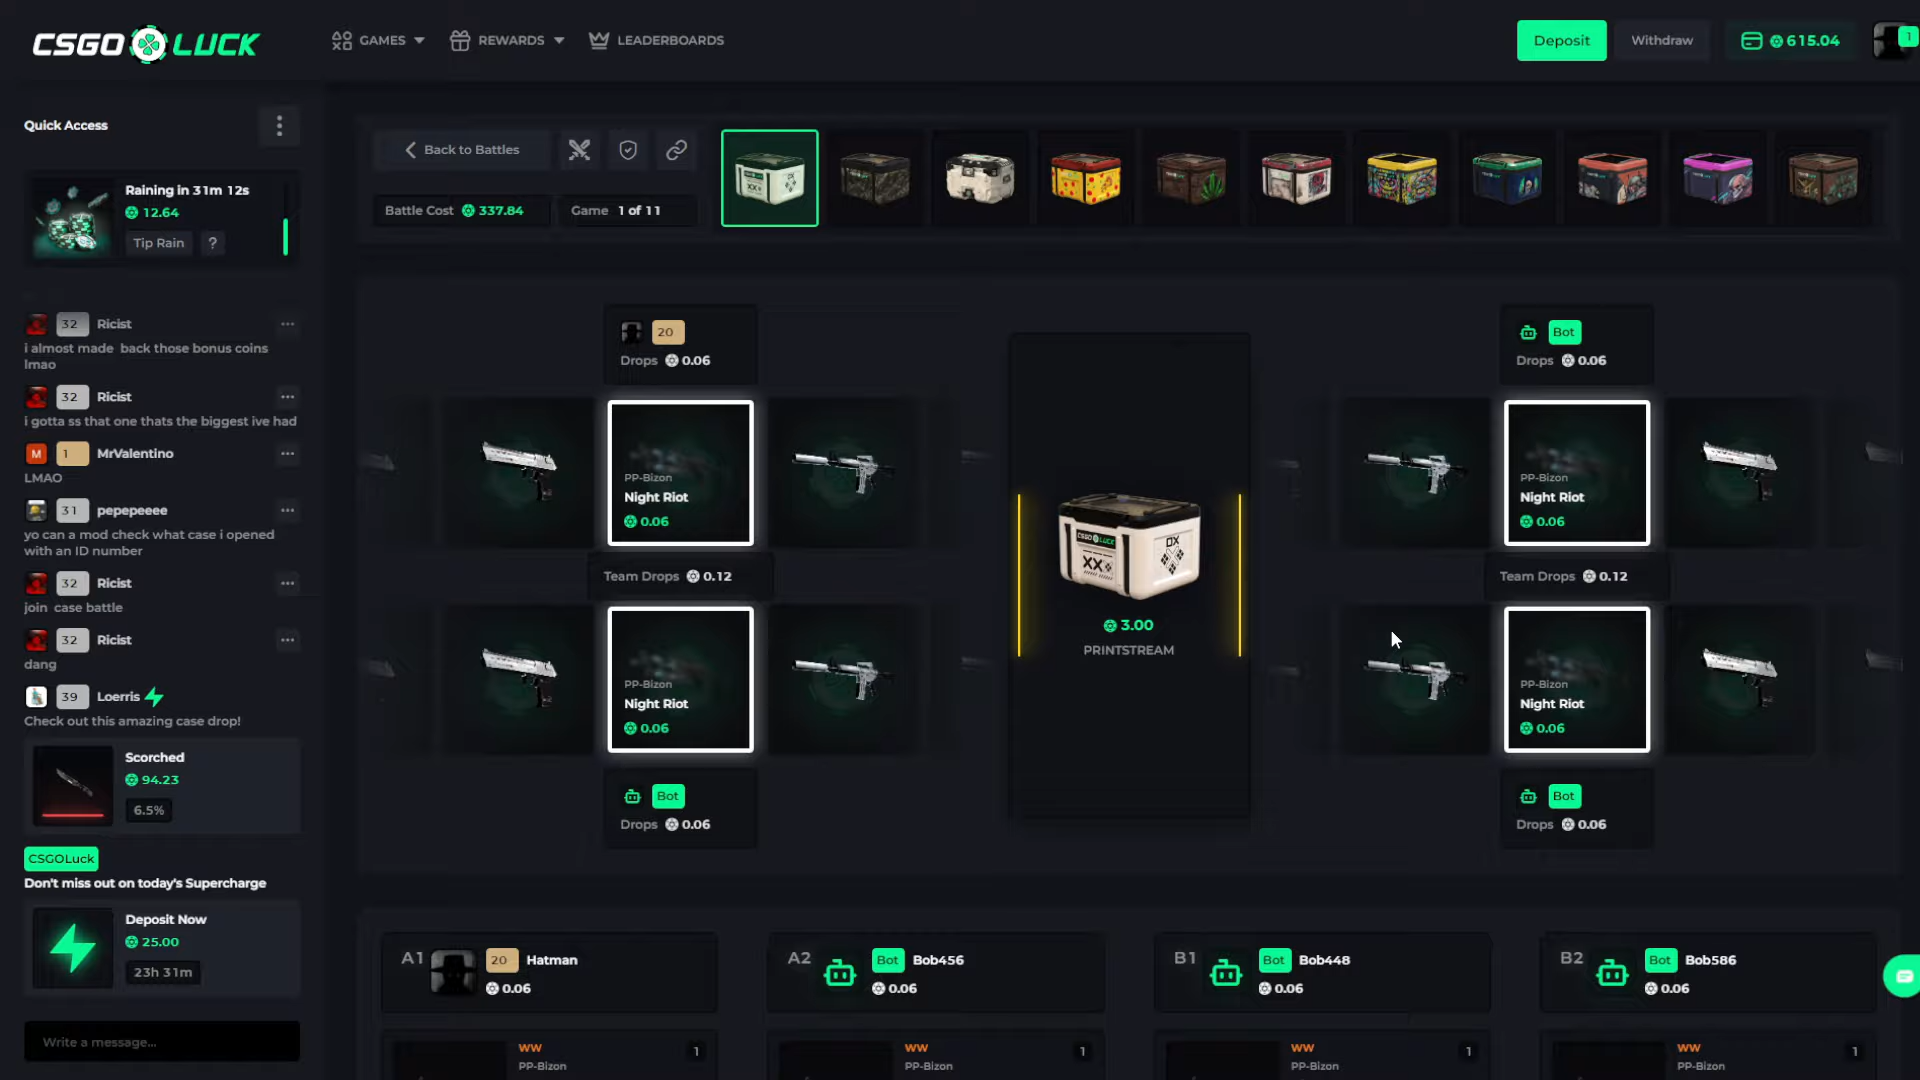 CSGO LUCK
GAMES
REWARDS
LEADERBOARDS
Deposit
Withdraw
615.04
1
Quick Access
Back to Battles
Battle Cost 337.84
Game 1 of 11
Raining in 31m 12s
12.64
Tip Rain ?
32 Ricist
i almost made back those bonus coins
lmao
32 Ricist
i gotta ss that one thats the biggest ive had
M 1 MrValentino
LMAO
31 pepepeeee
yo can a mod check what case i opened
with an ID number
32 Ricist
join case battle
32 Ricist
dang
39 Loerris
Check out this amazing case drop!
Scorched
94.23
6.5%
CSGOLuck
Don't miss out on today's Supercharge
Deposit Now
25.00
23h 31m
Write a message...
20
Drops 0.06
PP-Bizon
Night Riot
0.06
Team Drops 0.12
PP-Bizon
Night Riot
0.06
Bot
Drops 0.06
CSGO LUCK
XX
DX
3.00
PRINTSTREAM
Bot
Drops 0.06
PP-Bizon
Night Riot
0.06
Team Drops 0.12
PP-Bizon
Night Riot
0.06
Bot
Drops 0.06
A1 20 Hatman
0.06
A2 Bot Bob456
0.06
B1 Bot Bob448
0.06
B2 Bot Bob586
0.06
WW 1
PP-Bizon
WW 1
PP-Bizon
WW 1
PP-Bizon
WW 1
PP-Bizon